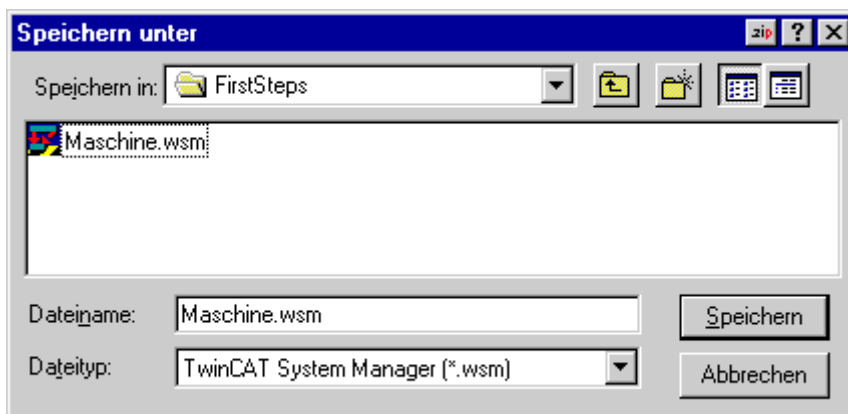 Speichern unter
.zip ? X
Speichern in: FirstSteps
Maschine.wsm
Dateiname: Maschine.wsm Speichern
Dateityp: TwinCAT System Manager (*.wsm) Abbrechen